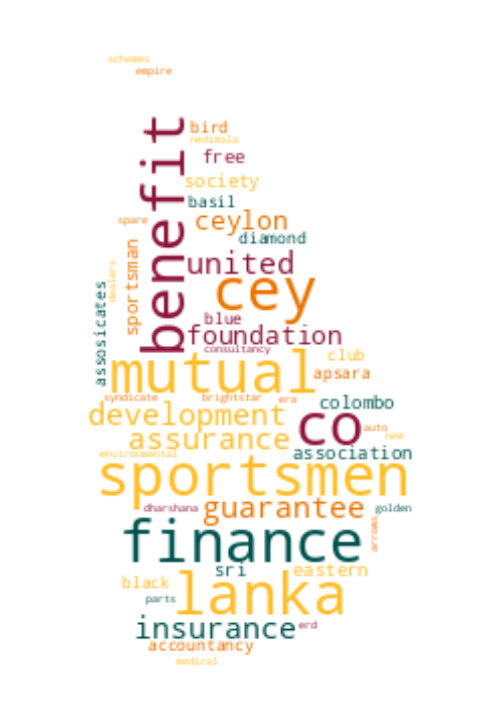 schemes
empire
benefit
bird
nedimala
free
society
basil
spare
ceylon
diamond
sportsman
dealers
united
cey
assosicates
blue
foundation
consultancy
mutual
club
apsara
syndicate
brightstar
era
colombo
development
co
auto
new
assurance
association
environmental
sportsmen
dharshana
guarantee
golden
arrows
finance
sri
eastern
black
lanka
parts
insurance
erd
accountancy
medical